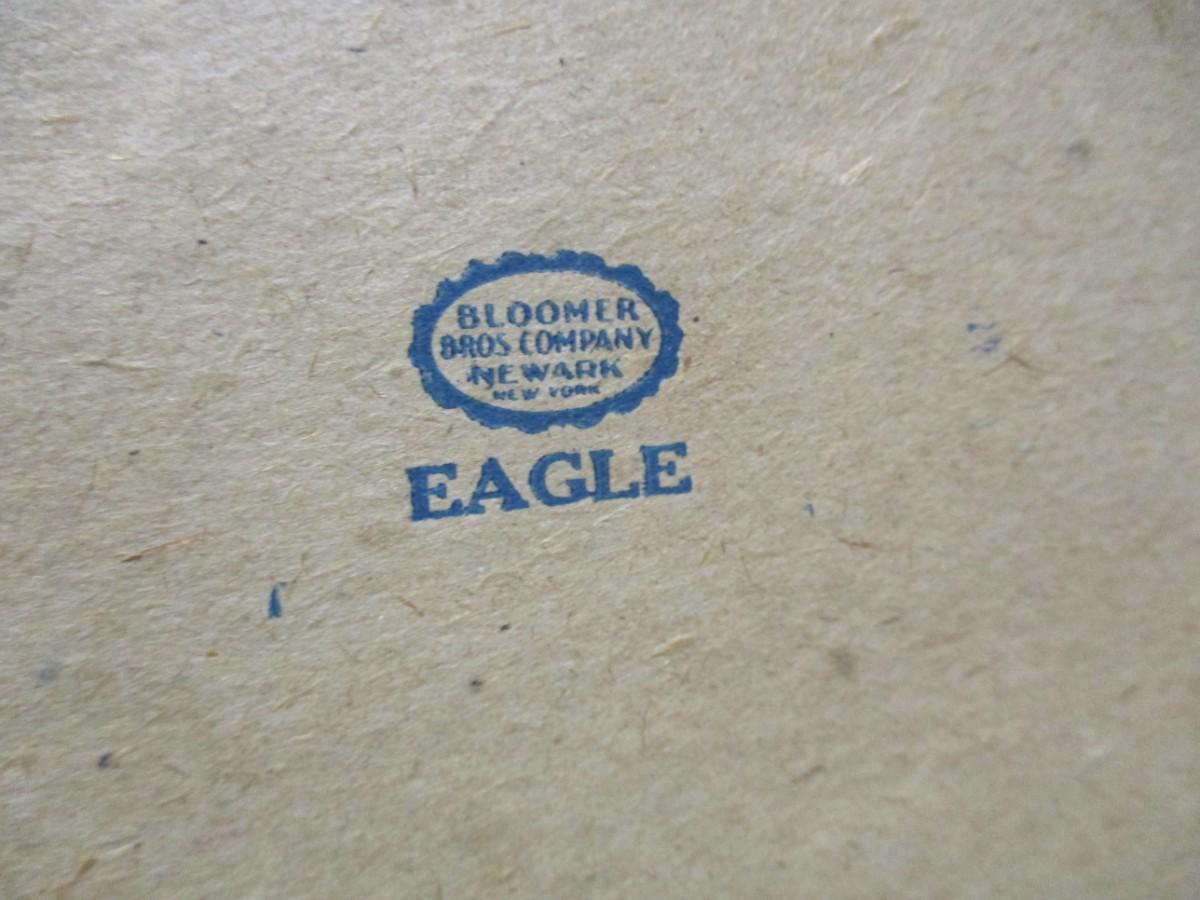 BLOOMER
BROS COMPANY
NEWARK
NEW YORK
EAGLE